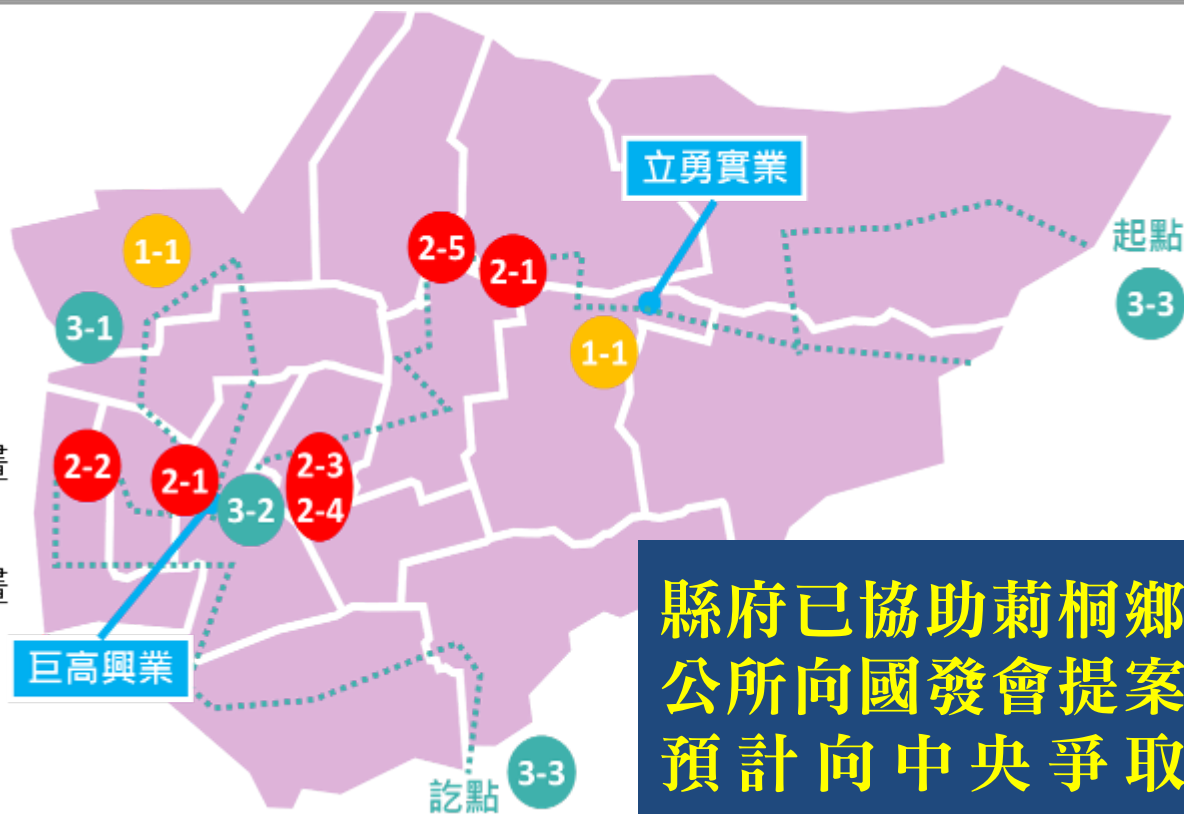 立勇實業
起點
3-3
2-5
2-1
1-1
3-1
1-1
2-2
2-1
3-2
2-3
2-4
畫
畫
巨高興業
訖點
3-3
縣府已協助莿桐鄉
公所向國發會提案
預計向中央爭取